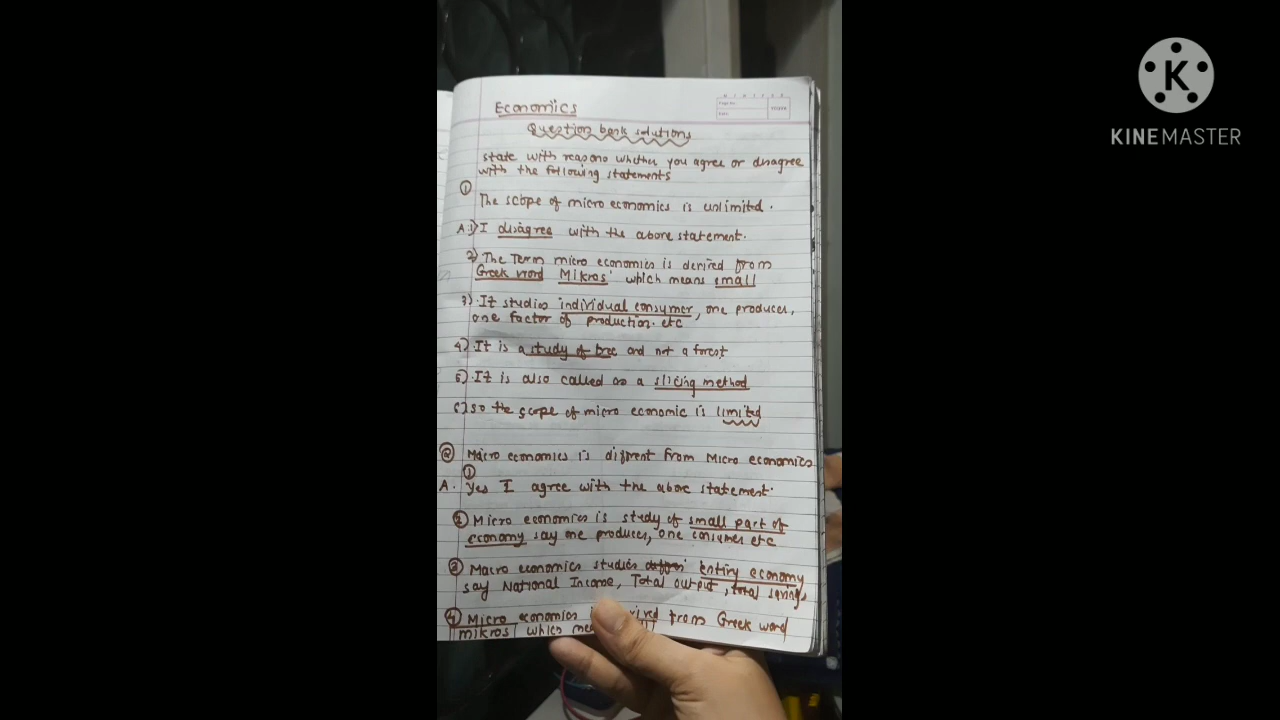 Economics
Question bank solutions
state with reasons whether you agree or disagree
with the following statements
①
The scope of micro economics is unlimited.
A.1) I disagree with the above statement.
2) The Term micro economics is derived from
Greek word 'Mikros' which means small
3) It studies individual consumer, one producer,
one factor of production. etc
4) It is a study of tree and not a forest
5) It is also called as a slicing method
6) so the scope of micro economic is limited
② Macro economics is different from Micro economics
①
A. Yes I agree with the above statement.
② Micro economics is study of small part of
economy say one producer, one consumer etc
③ Macro economics studies entiry economy
say National Income, Total output, total savings
④ Micro economics from Greek word
'mikros' which
K
KINEMASTER